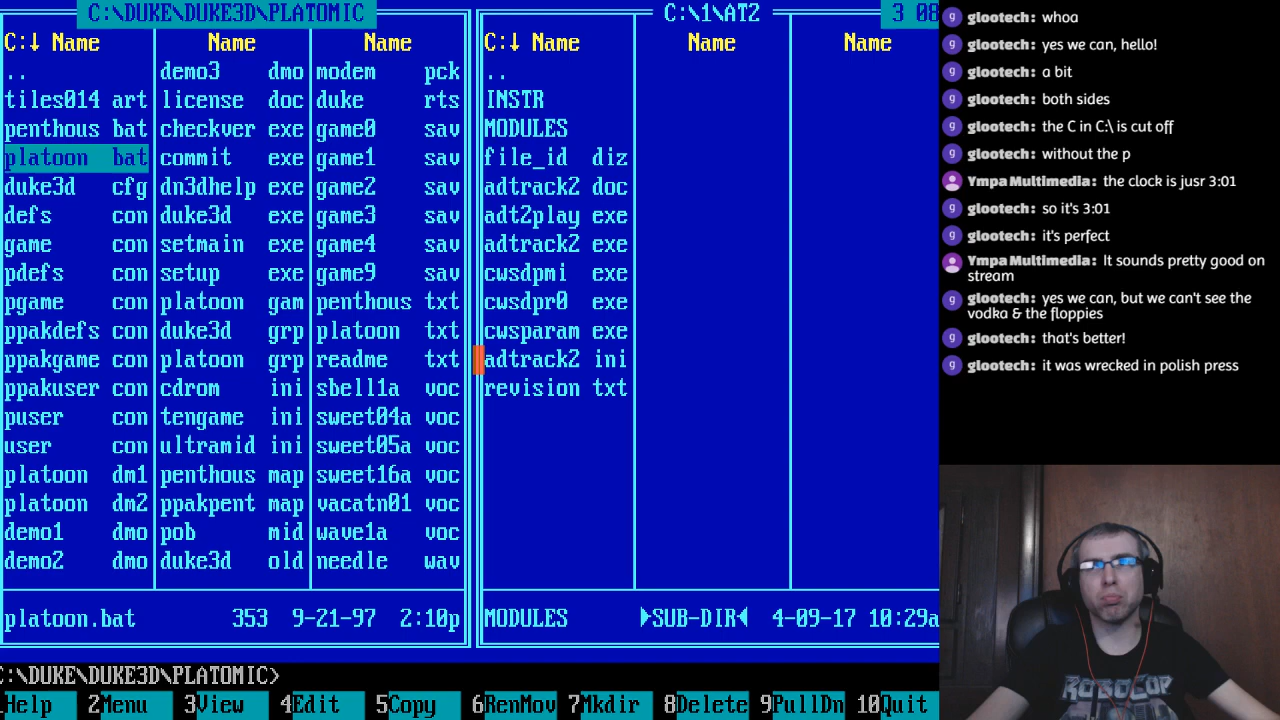 C:\DUKE\DUKE3D\PLATOMIC
C:↓ Name Name Name
.. demo3 dmo modem pck
tiles014 art license doc duke rts
penthous bat checkver exe game0 sav
platoon bat commit exe game1 sav
duke3d cfg dn3dhelp exe game2 sav
defs con duke3d exe game3 sav
game con setmain exe game4 sav
pdefs con setup exe game9 sav
pgame con platoon gam penthous txt
ppakdefs con duke3d grp platoon txt
ppakgame con platoon grp readme txt
ppakuser con cdrom ini sbell1a voc
puser con tengame ini sweet04a voc
user con ultramid ini sweet05a voc
platoon dm1 penthous map sweet16a voc
platoon dm2 ppakpent map vacatn01 voc
demo1 dmo pob mid wave1a voc
demo2 dmo duke3d old needle wav
platoon.bat 353 9-21-97 2:10p
C:\1\AT2 3 08
C:↓ Name Name Name
..
INSTR
MODULES
file_id diz
adtrack2 doc
adt2play exe
adtrack2 exe
cwsdpmi exe
cwsdpr0 exe
cwsparam exe
adtrack2 ini
revision txt
MODULES ►SUB-DIR◄ 4-09-17 10:29a
C:\DUKE\DUKE3D\PLATOMIC>
1Help 2Menu 3View 4Edit 5Copy 6RenMov 7Mkdir 8Delete 9PullDn 10Quit
g glootech: whoa
g glootech: yes we can, hello!
g glootech: a bit
g glootech: both sides
g glootech: the C in C:\ is cut off
g glootech: without the p
Ympa Multimedia: the clock is jusr 3:01
g glootech: so it's 3:01
g glootech: it's perfect
Ympa Multimedia: It sounds pretty good on
stream
g glootech: yes we can, but we can't see the
vodka & the floppies
g glootech: that's better!
g glootech: it was wrecked in polish press
ROBOCOP